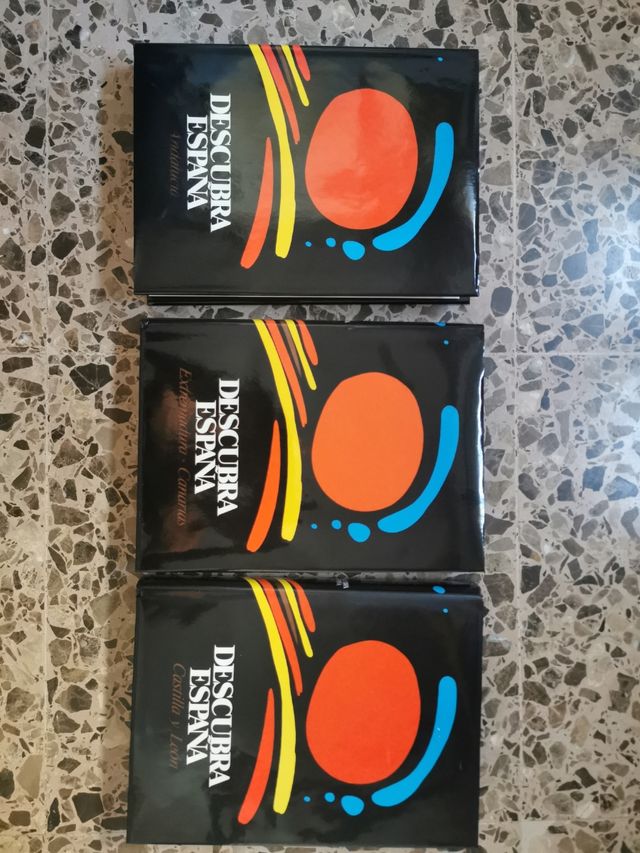 DESCUBRA
ESPAÑA
Andalucía
DESCUBRA
ESPAÑA
Extremadura - Canarias
DESCUBRA
ESPAÑA
Castilla y León